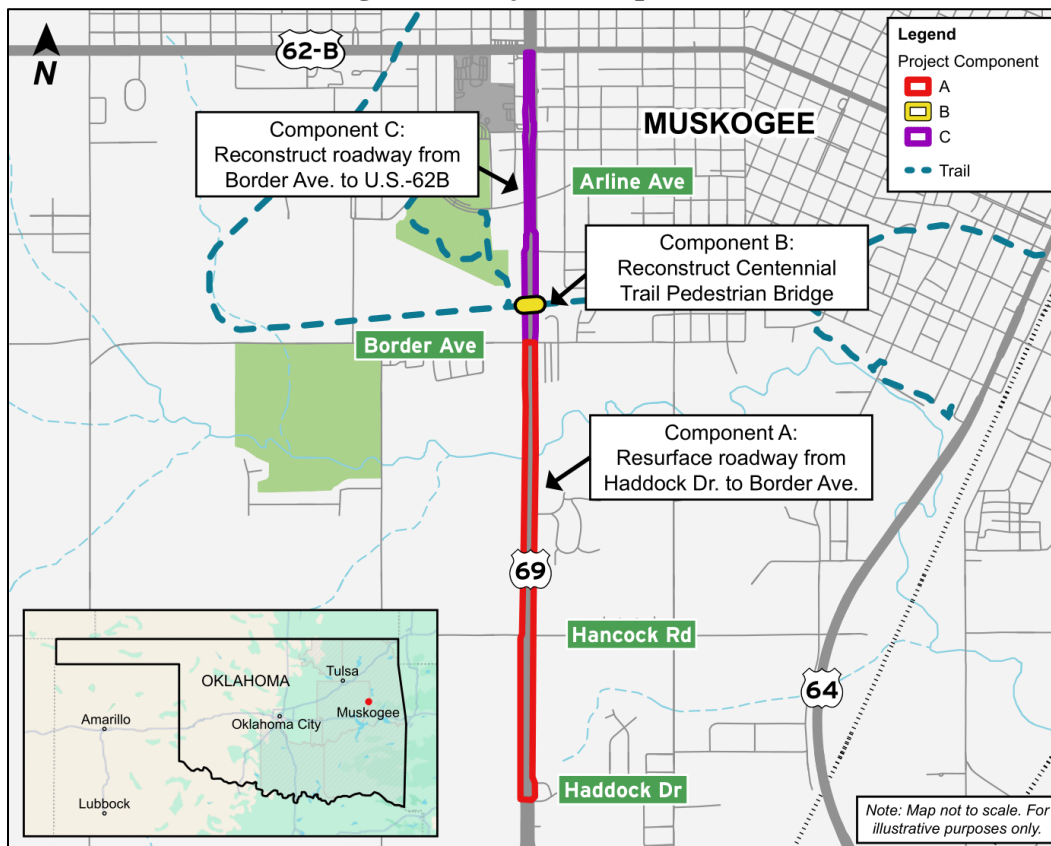 N
62-B
Component C:
Reconstruct roadway from
Border Ave. to U.S.-62B
MUSKOGEE
Legend
Project Component
A
B
C
Trail
Arline Ave
Component B:
Reconstruct Centennial
Trail Pedestrian Bridge
Border Ave
Component A:
Resurface roadway from
Haddock Dr. to Border Ave.
69
Hancock Rd
64
Haddock Dr
OKLAHOMA
Tulsa
Muskogee
Oklahoma City
Amarillo
Lubbock
Note: Map not to scale. For
illustrative purposes only.